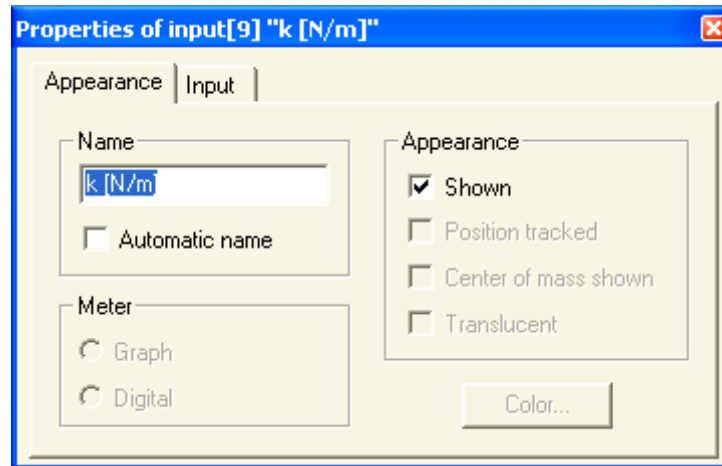 Properties of input[9] "k [N/m]"
Appearance
Input
Name
k [N/m]
Automatic name
Meter
Graph
Digital
Appearance
Shown
Position tracked
Center of mass shown
Translucent
Color...